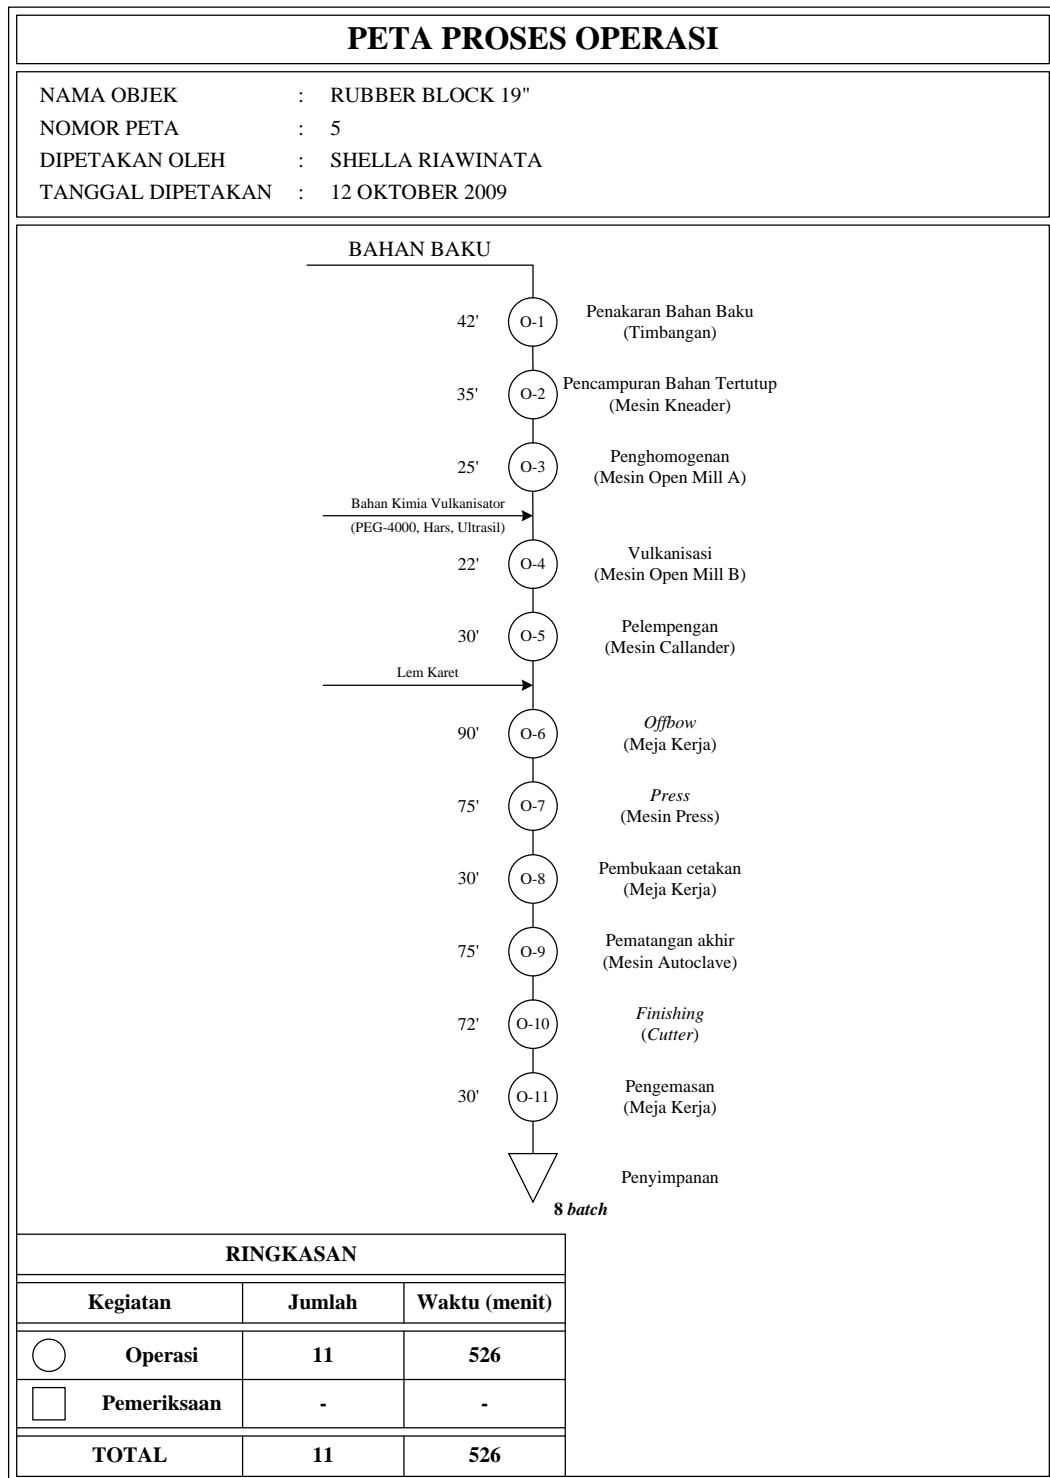 PETA PROSES OPERASI
NAMA OBJEK : RUBBER BLOCK 19"
NOMOR PETA : 5
DIPETAKAN OLEH : SHELLA RIAWINATA
TANGGAL DIPETAKAN : 12 OKTOBER 2009
BAHAN BAKU
42' O-1 Penakaran Bahan Baku
(Timbangan)
35' O-2 Pencampuran Bahan Tertutup
(Mesin Kneader)
25' O-3 Penghomogenan
(Mesin Open Mill A)
Bahan Kimia Vulkanisator
(PEG-4000, Hars, Ultrasil)
22' O-4 Vulkanisasi
(Mesin Open Mill B)
30' O-5 Pelempengan
(Mesin Callander)
Lem Karet
90' O-6 Offbow
(Meja Kerja)
75' O-7 Press
(Mesin Press)
30' O-8 Pembukaan cetakan
(Meja Kerja)
75' O-9 Pematangan akhir
(Mesin Autoclave)
72' O-10 Finishing
(Cutter)
30' O-11 Pengemasan
(Meja Kerja)
Penyimpanan
8 batch
RINGKASAN
Kegiatan Jumlah Waktu (menit)
Operasi 11 526
Pemeriksaan - -
TOTAL 11 526